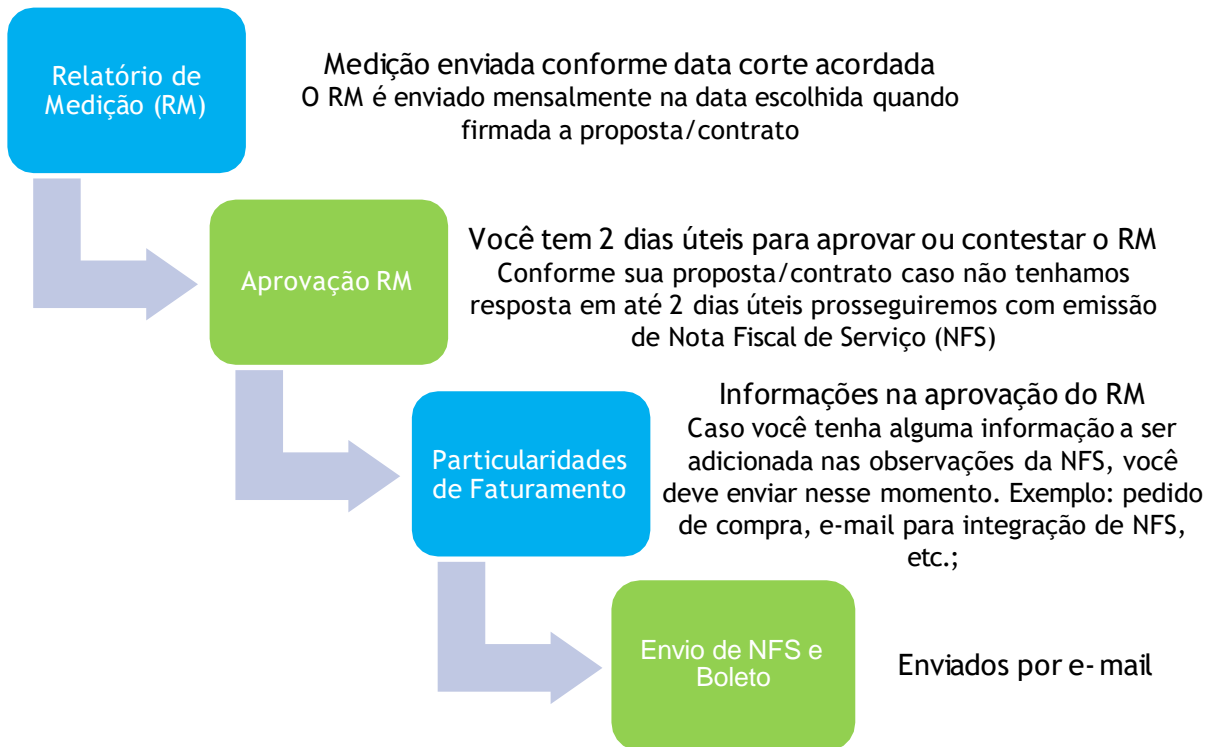 Relatório de
Medição (RM)
Medição enviada conforme data corte acordada
O RM é enviado mensalmente na data escolhida quando
firmada a proposta/contrato
Aprovação RM
Você tem 2 dias úteis para aprovar ou contestar o RM
Conforme sua proposta/contrato caso não tenhamos
resposta em até 2 dias úteis prosseguiremos com emissão
de Nota Fiscal de Serviço (NFS)
Particularidades
de Faturamento
Informações na aprovação do RM
Caso você tenha alguma informação a ser
adicionada nas observações da NFS, você
deve enviar nesse momento. Exemplo: pedido
de compra, e-mail para integração de NFS,
etc.;
Envio de NFS e
Boleto
Enviados por e-mail